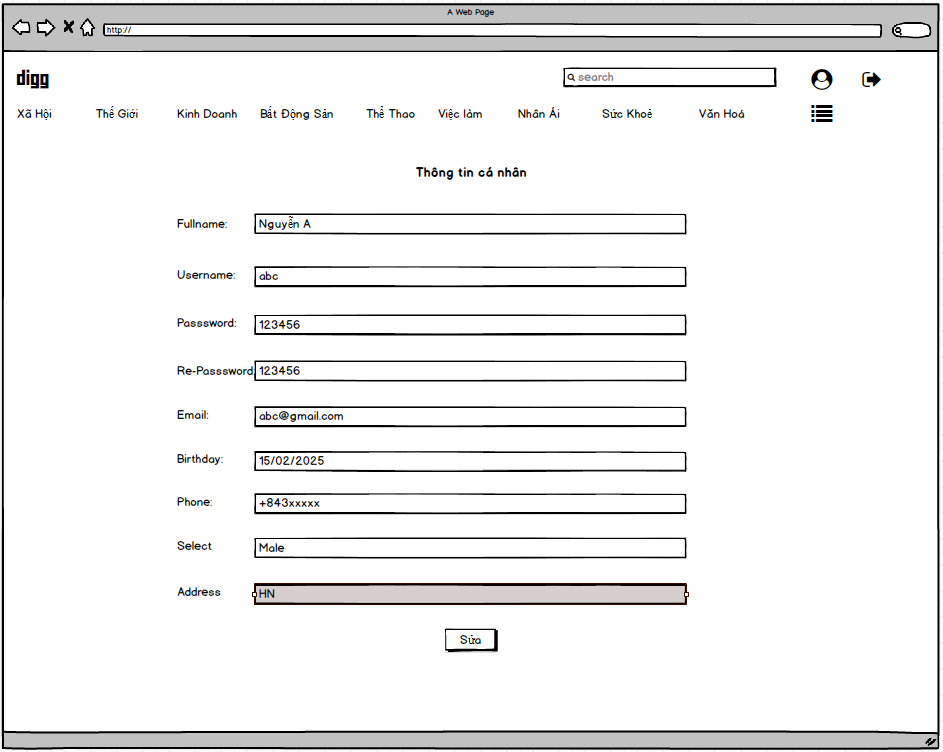 A Web Page
http://
digg
search
Xã Hội Thế Giới Kinh Doanh Bất Động Sản Thể Thao Việc làm Nhân Ái Sức Khoẻ Văn Hoá
Thông tin cá nhân
Fullname: Nguyễn A
Username: abc
Passsword: 123456
Re-Passsword: 123456
Email: abc@gmail.com
Birthday: 15/02/2025
Phone: +843xxxxx
Select Male
Address HN
Sửa